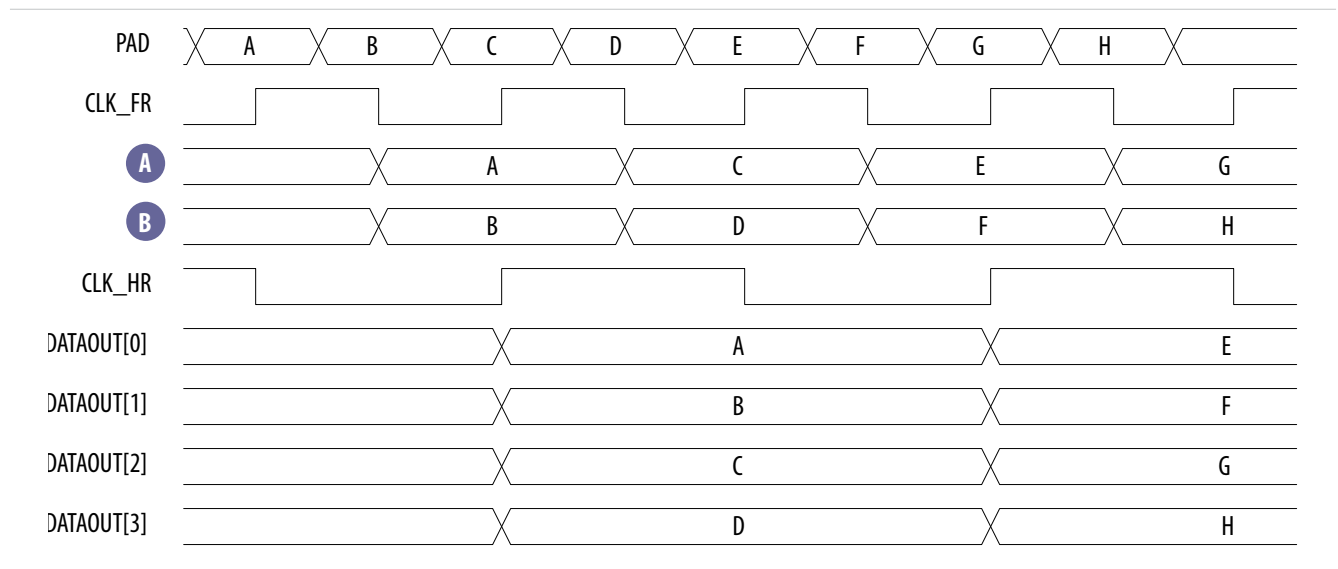 PAD A B C D E F G H
CLK_FR
A A C E G
B B D F H
CLK_HR
DATAOUT[0] A E
DATAOUT[1] B F
DATAOUT[2] C G
DATAOUT[3] D H